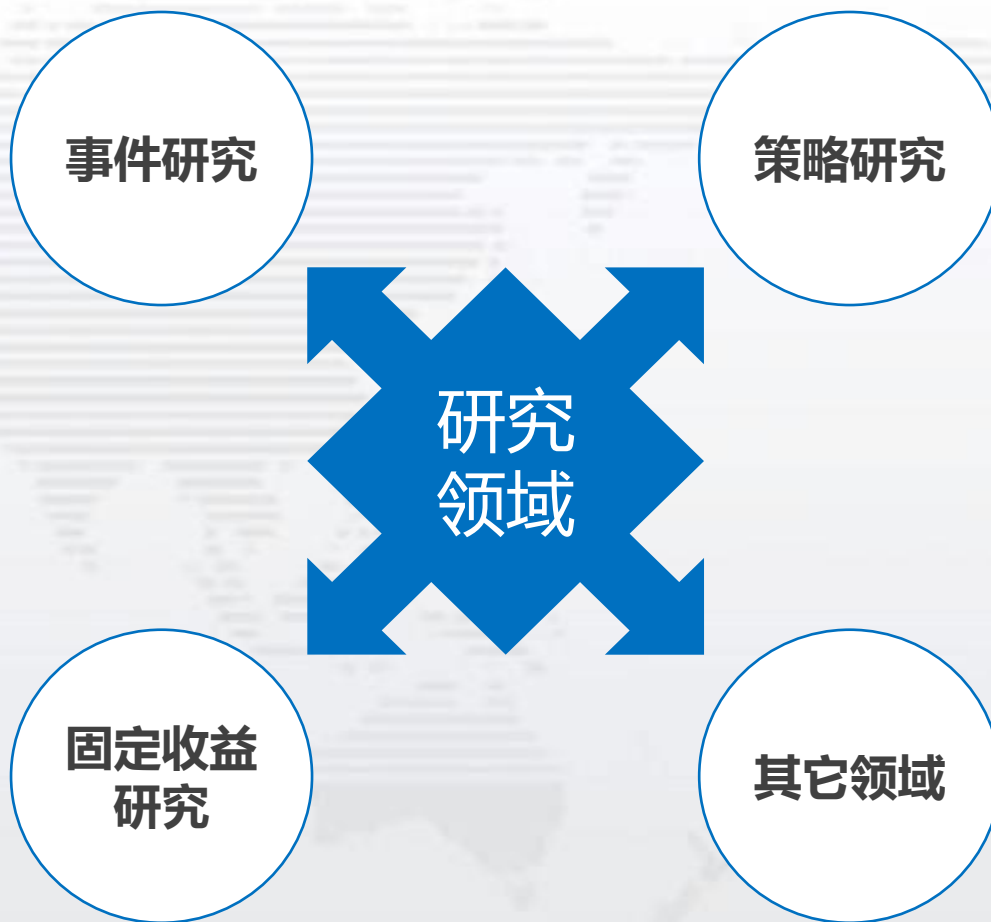 事件研究
策略研究
研究
领域
固定收益
研究
其它领域